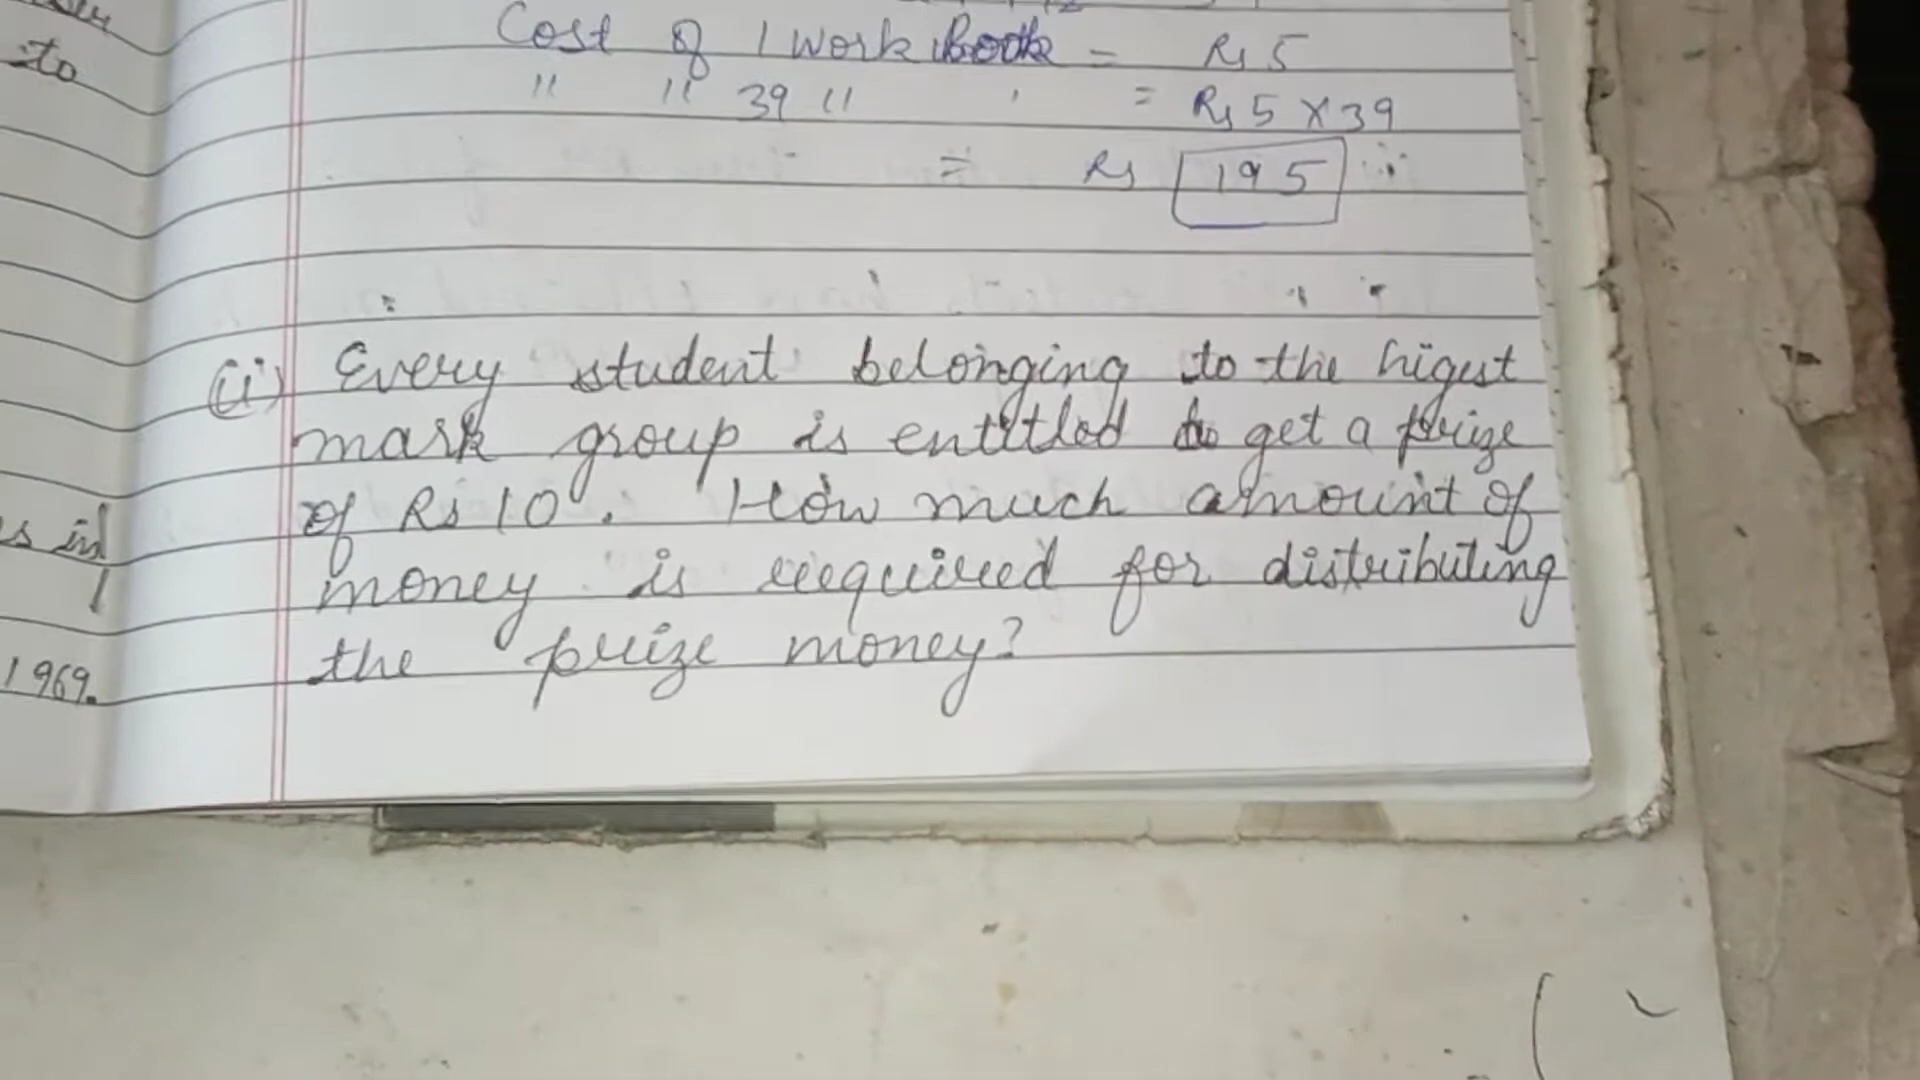 to
Cost of 1 Work Book = Rs 5
" " 39 " = Rs 5 X 39
= Rs 195
(ii) Every student belonging to the higest
mark group is entitled to get a prize
of Rs 10. How much amount of
money is required for distributing
the prize money?
1969.